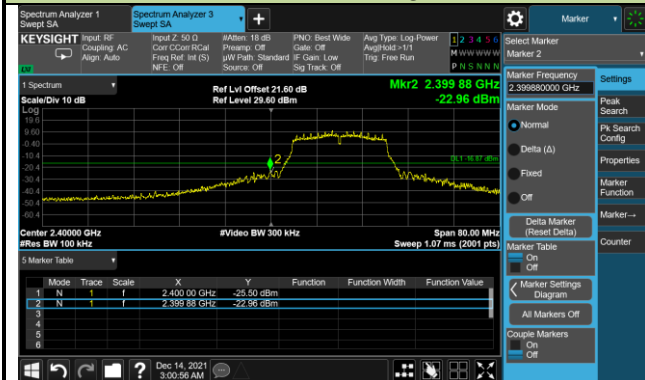 Spectrum Analyzer 1
Swept SA
Spectrum Analyzer 3
Swept SA
+
Marker
KEYSIGHT
Input: RF
Coupling: AC
Align: Auto
Input Z: 50 Ω
Corr CCorr RCal
Freq Ref: Int (S)
NFE: Off
#Atten: 18 dB
Preamp: Off
µW Path: Standard
Source: Off
PNO: Best Wide
Gate: Off
IF Gain: Low
Sig Track: Off
Avg Type: Log-Power
Avg|Hold:>1/1
Trig: Free Run
1 2 3 4 5 6
M W W W W W
P N S N N N
LXI
Select Marker
Marker 2
1 Spectrum
Scale/Div 10 dB
Log
Ref Lvl Offset 21.60 dB
Ref Level 29.60 dBm
Mkr2 2.399 88 GHz
-22.96 dBm
19.6
9.60
-0.40
-10.4
-20.4
-30.4
-40.4
-50.4
-60.4
2
DL1 -16.87 dBm
Center 2.40000 GHz
#Res BW 100 kHz
#Video BW 300 kHz
Span 80.00 MHz
Sweep 1.07 ms (2001 pts)
5 Marker Table
Mode Trace Scale X Y Function Function Width Function Value
1 N 1 f 2.400 00 GHz -25.50 dBm
2 N 1 f 2.399 88 GHz -22.96 dBm
3
4
5
6
Marker Frequency
2.399880000 GHz
Marker Mode
Normal
Delta (Δ)
Fixed
Off
Delta Marker
(Reset Delta)
Marker Table
On
Off
Marker Settings
Diagram
All Markers Off
Couple Markers
On
Off
Settings
Peak
Search
Pk Search
Config
Properties
Marker
Function
Marker→
Counter
?
Dec 14, 2021
3:00:56 AM